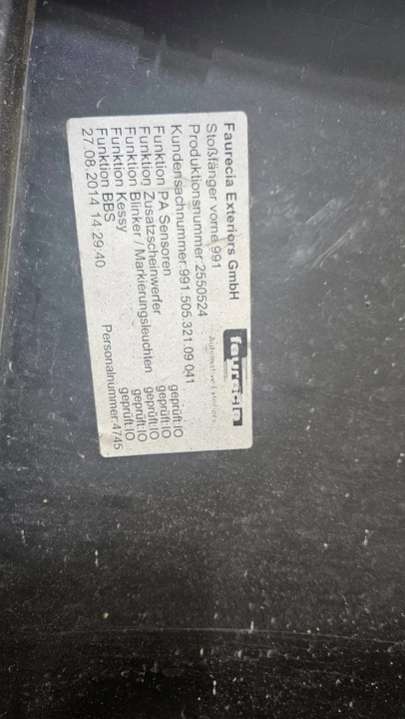 Faurecia Exteriors GmbH
faurecia
Stoßfänger vorne 991
Produktionsnummer:2550524
Kundensachnummer:991.505.321.09 041
Funktion PA Sensoren geprüft:IO
Funktion Zusatzscheinwerfer geprüft:IO
Funktion Blinker / Markierungsleuchten geprüft:IO
Funktion Kessy geprüft:IO
Funktion BBS geprüft:IO
27.08.2014 14:29:40 Personalnummer:4745